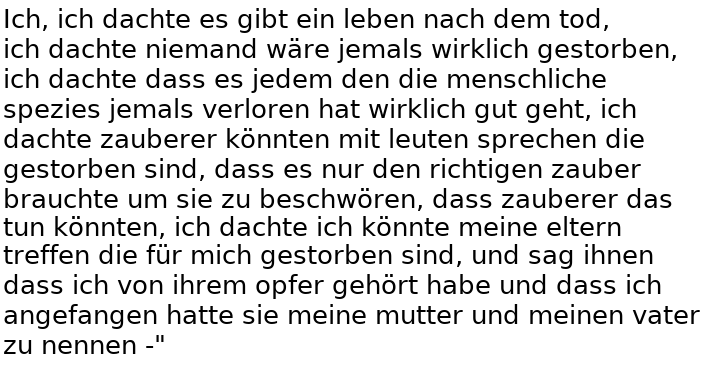 Ich, ich dachte es gibt ein leben nach dem tod,
ich dachte niemand wäre jemals wirklich gestorben,
ich dachte dass es jedem den die menschliche
spezies jemals verloren hat wirklich gut geht, ich
dachte zauberer könnten mit leuten sprechen die
gestorben sind, dass es nur den richtigen zauber
brauchte um sie zu beschwören, dass zauberer das
tun könnten, ich dachte ich könnte meine eltern
treffen die für mich gestorben sind, und sag ihnen
dass ich von ihrem opfer gehört habe und dass ich
angefangen hatte sie meine mutter und meinen vater
zu nennen -"